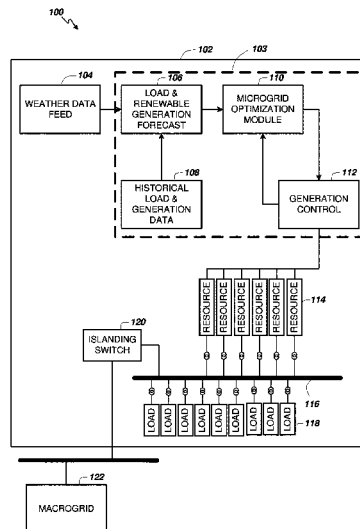 100
102
103
104
WEATHER DATA
FEED
106
LOAD &
RENEWABLE
GENERATION
FORECAST
110
MICROGRID
OPTIMIZATION
MODULE
108
HISTORICAL
LOAD &
GENERATION
DATA
112
GENERATION
CONTROL
RESOURCE
RESOURCE
RESOURCE
RESOURCE
RESOURCE
RESOURCE
114
120
ISLANDING
SWITCH
116
LOAD
LOAD
LOAD
LOAD
LOAD
LOAD
LOAD
LOAD
LOAD
118
122
MACROGRID